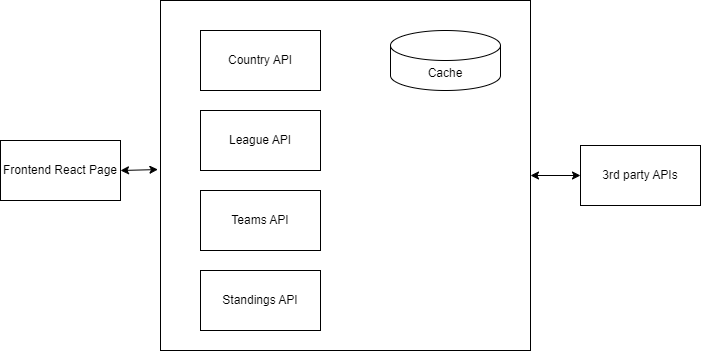 Country API
Cache
League API
Frontend React Page
3rd party APIs
Teams API
Standings API